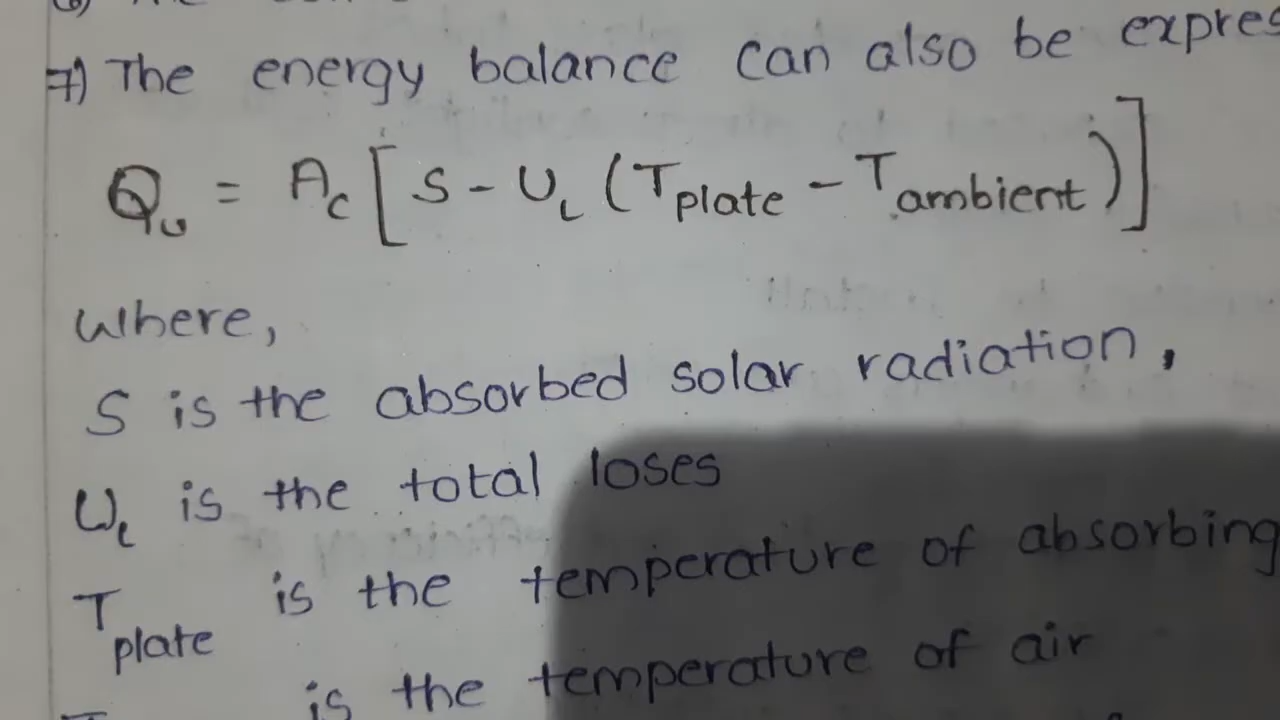 7) The energy balance can also be expres
Qu = Ac [S - UL (Tplate - Tambient)]
where,
S is the absorbed solar radiation,
UL is the total loses
Tplate is the temperature of absorbing
is the temperature of air